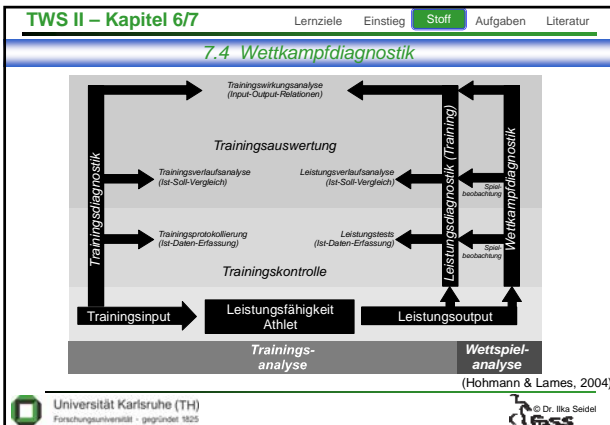 TWS II – Kapitel 6/7
Lernziele Einstieg Stoff Aufgaben Literatur
7.4 Wettkampfdiagnostik
Trainingswirkungsanalyse
(Input-Output-Relationen)
Trainingsauswertung
Trainingsdiagnostik
Leistungsdiagnostik (Training)
Wettkampfdiagnostik
Trainingsverlaufsanalyse
(Ist-Soll-Vergleich)
Leistungsverlaufsanalyse
(Ist-Soll-Vergleich)
Spiel-
beobachtung
Trainingsprotokollierung
(Ist-Daten-Erfassung)
Leistungstests
(Ist-Daten-Erfassung)
Spiel-
beobachtung
Trainingskontrolle
Trainingsinput
Leistungsfähigkeit
Athlet
Leistungsoutput
Trainings-
analyse
Wettspiel-
analyse
(Hohmann & Lames, 2004)
Universität Karlsruhe (TH)
Forschungsuniversität - gegründet 1825
© Dr. Ilka Seidel